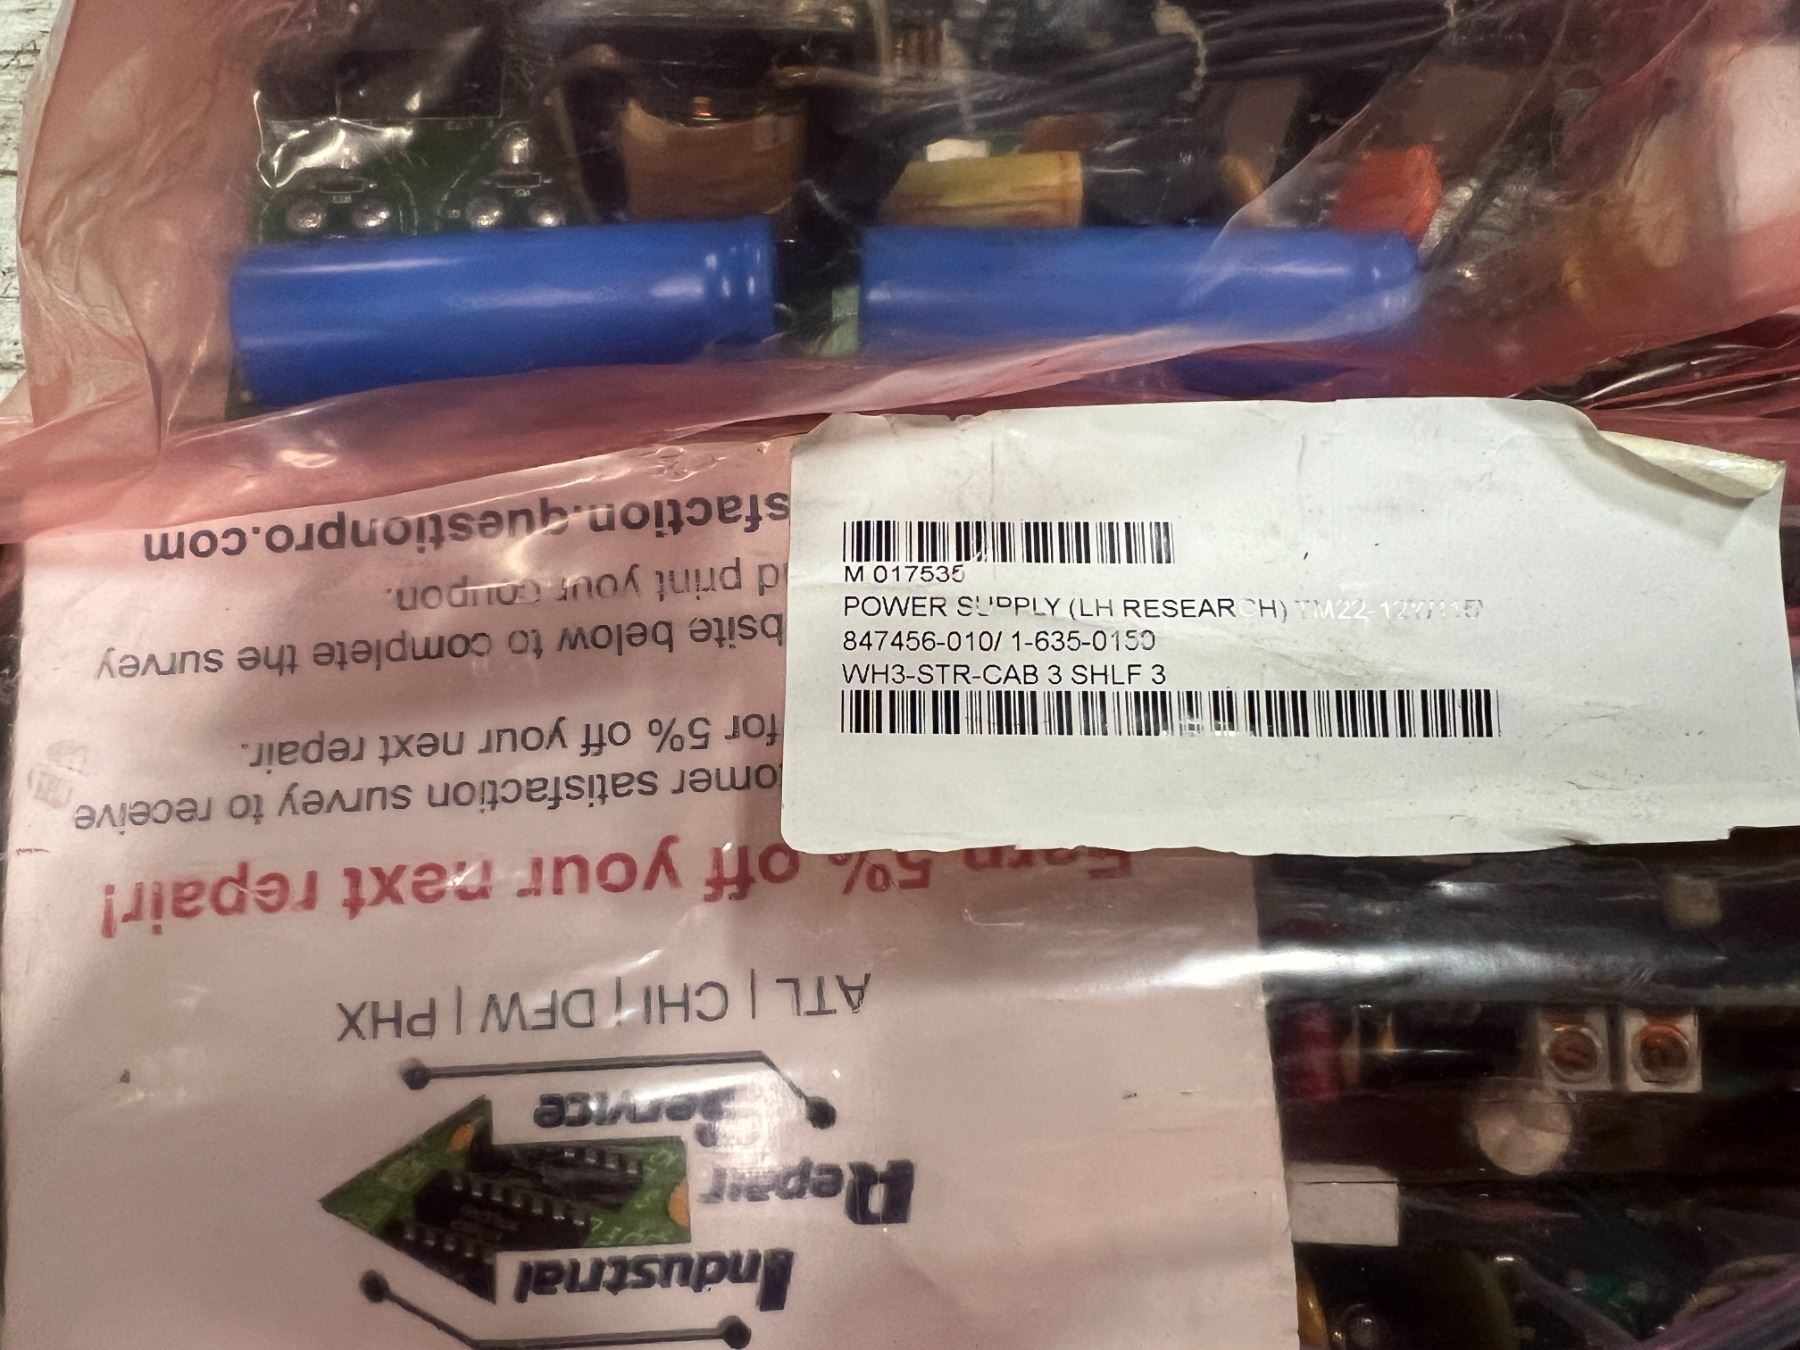 M 017535
POWER SUPPLY (LH RESEARCH)
847456-010/ 1-635-0150
WH3-STR-CAB 3 SHLF 3
Industrial
Repair
Service
ATL | CHI | DFW | PHX
Earn 5% off your next repair!
omer satisfaction survey to receive
for 5% off your next repair.
bsite below to complete the survey
d print your coupon.
sfaction.questionpro.com